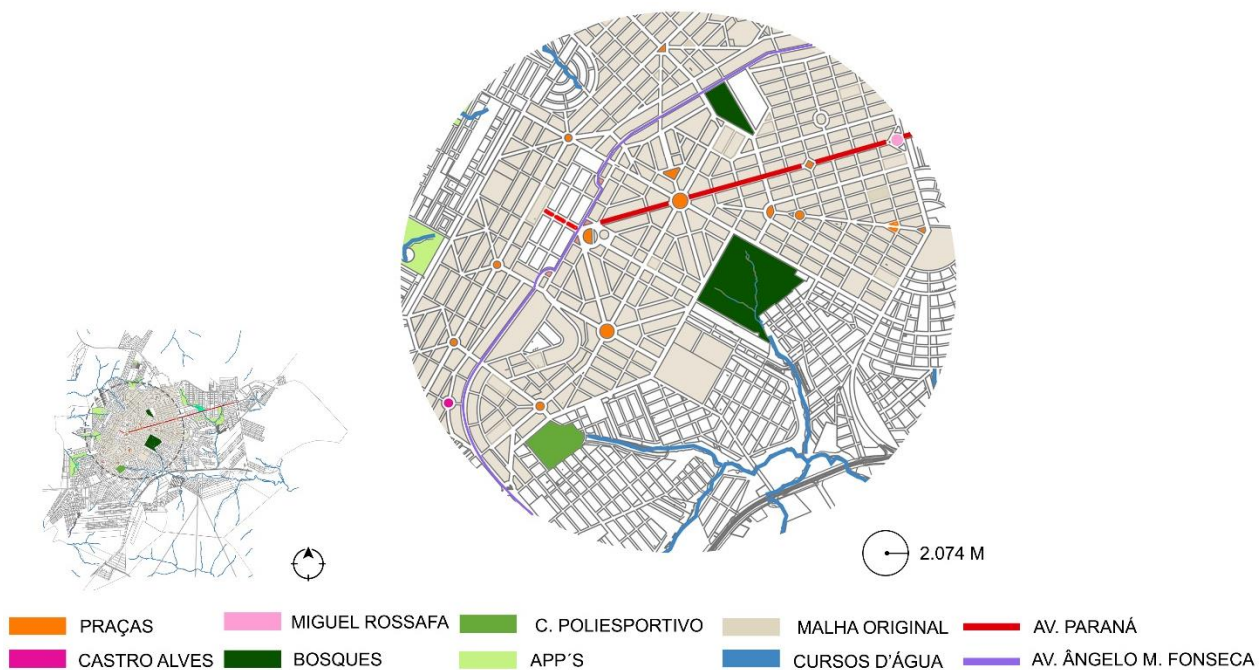 2.074 M
PRAÇAS
MIGUEL ROSSAFA
C. POLIESPORTIVO
MALHA ORIGINAL
AV. PARANÁ
CASTRO ALVES
BOSQUES
APP´S
CURSOS D'ÁGUA
AV. ÂNGELO M. FONSECA